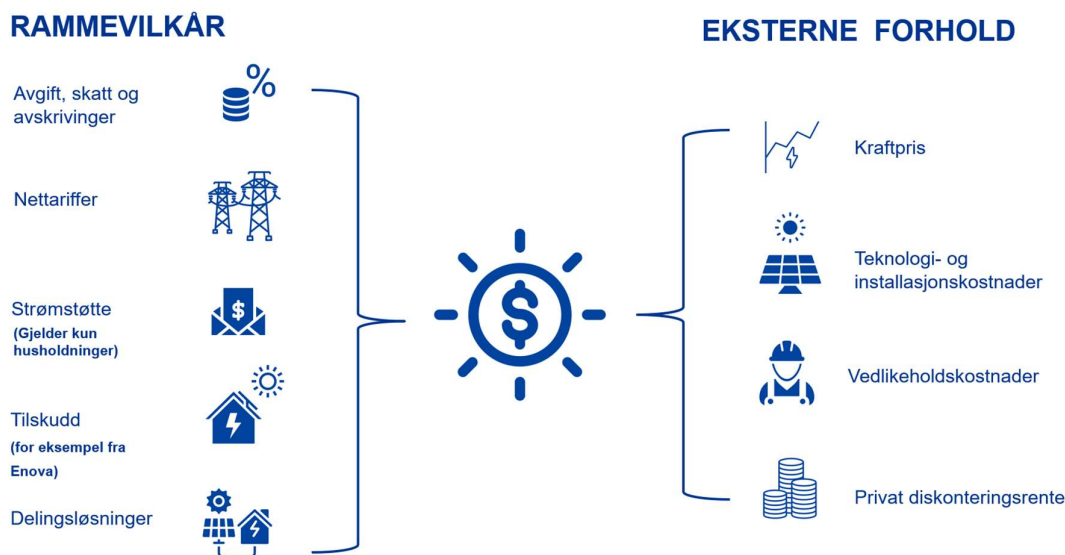 RAMMEVILKÅR
Avgift, skatt og
avskrivinger
%
Nettariffer
Strømstøtte
(Gjelder kun
husholdninger)
$
Tilskudd
(for eksempel fra
Enova)
Delingsløsninger
$
EKSTERNE FORHOLD
Kraftpris
Teknologi- og
installasjonskostnader
Vedlikeholdskostnader
Privat diskonteringsrente